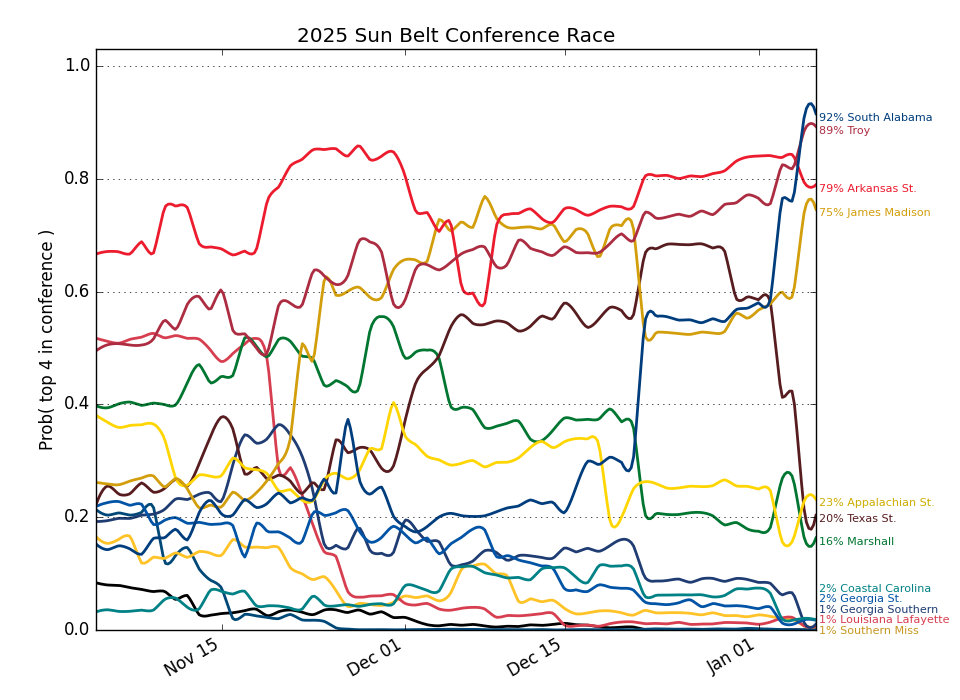 2025 Sun Belt Conference Race
Prob( top 4 in conference )
1.0
0.8
0.6
0.4
0.2
0.0
Nov 15
Dec 01
Dec 15
Jan 01
92% South Alabama
89% Troy
79% Arkansas St.
75% James Madison
23% Appalachian St.
20% Texas St.
16% Marshall
2% Coastal Carolina
2% Georgia St.
1% Georgia Southern
1% Louisiana Lafayette
1% Southern Miss